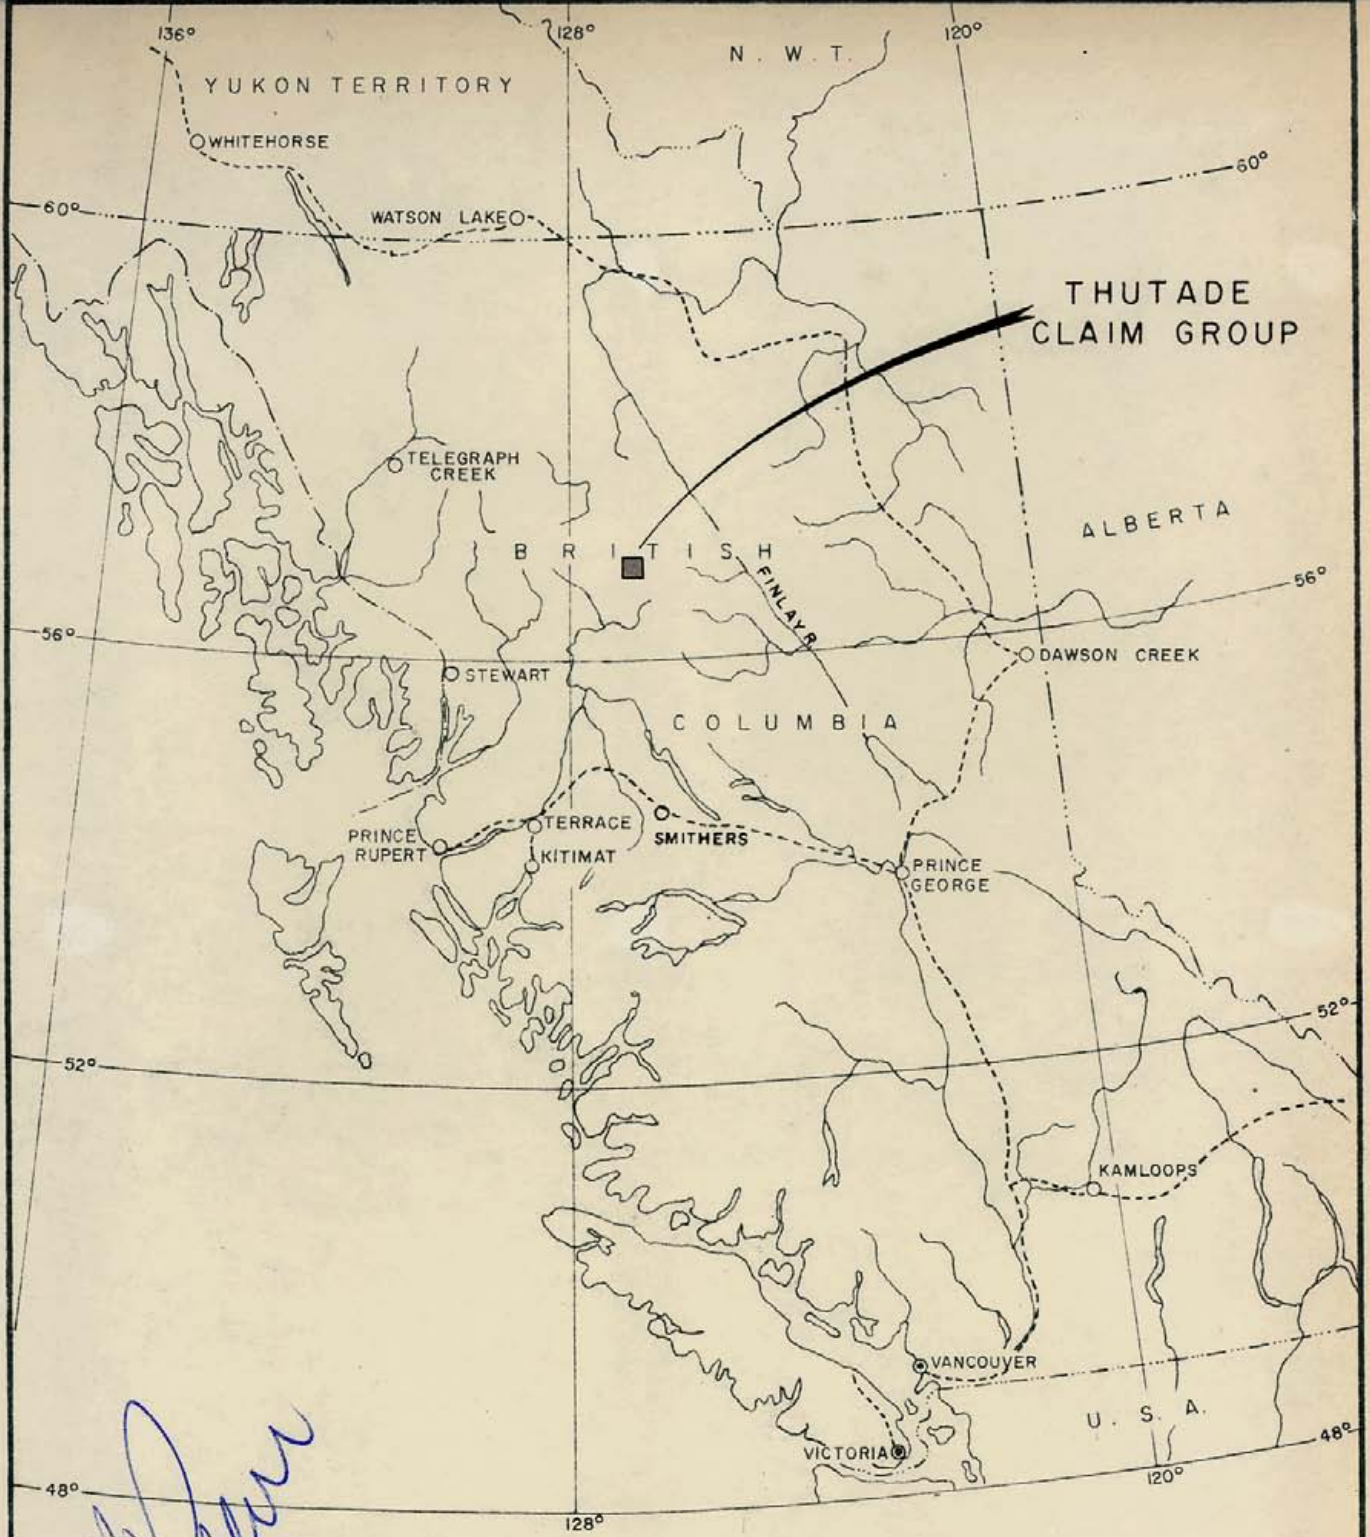 136°
128°
120°
N. W. T.
YUKON TERRITORY
WHITEHORSE
60°
60°
WATSON LAKE
THUTADE
CLAIM GROUP
TELEGRAPH
CREEK
ALBERTA
BRITISH
FINLAY R
56°
56°
DAWSON CREEK
STEWART
COLUMBIA
PRINCE
RUPERT
TERRACE
SMITHERS
KITIMAT
PRINCE
GEORGE
52°
52°
KAMLOOPS
VANCOUVER
U. S. A.
VICTORIA
48°
48°
120°
128°